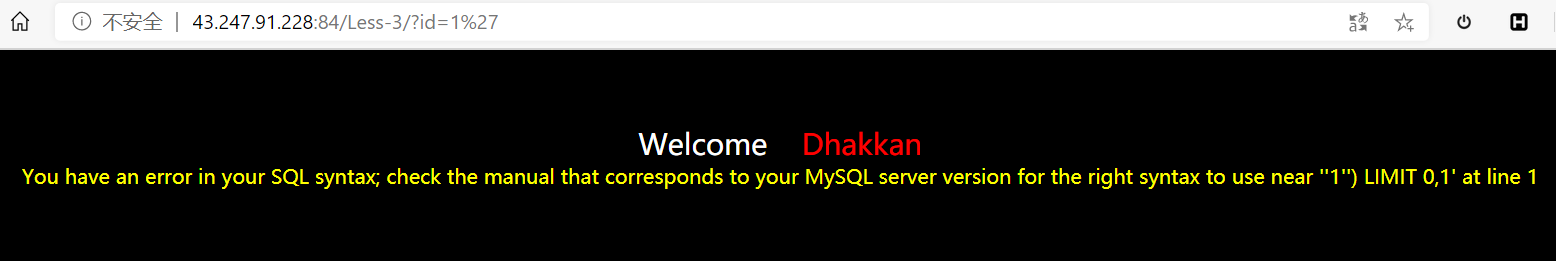 不安全 | 43.247.91.228:84/Less-3/?id=1%27
Welcome Dhakkan
You have an error in your SQL syntax; check the manual that corresponds to your MySQL server version for the right syntax to use near ''1'') LIMIT 0,1' at line 1